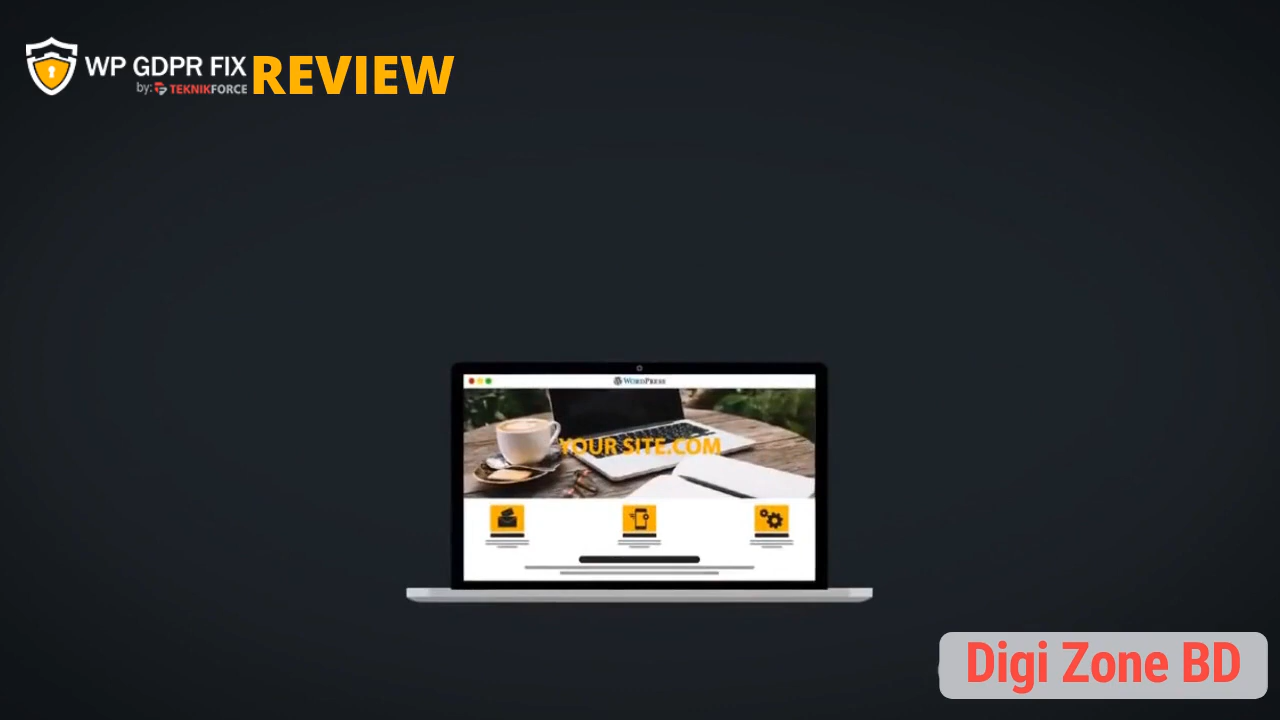 WP GDPR FIX REVIEW
by: TEKNIKFORCE
WORDPRESS
YOUR SITE.COM
Digi Zone BD